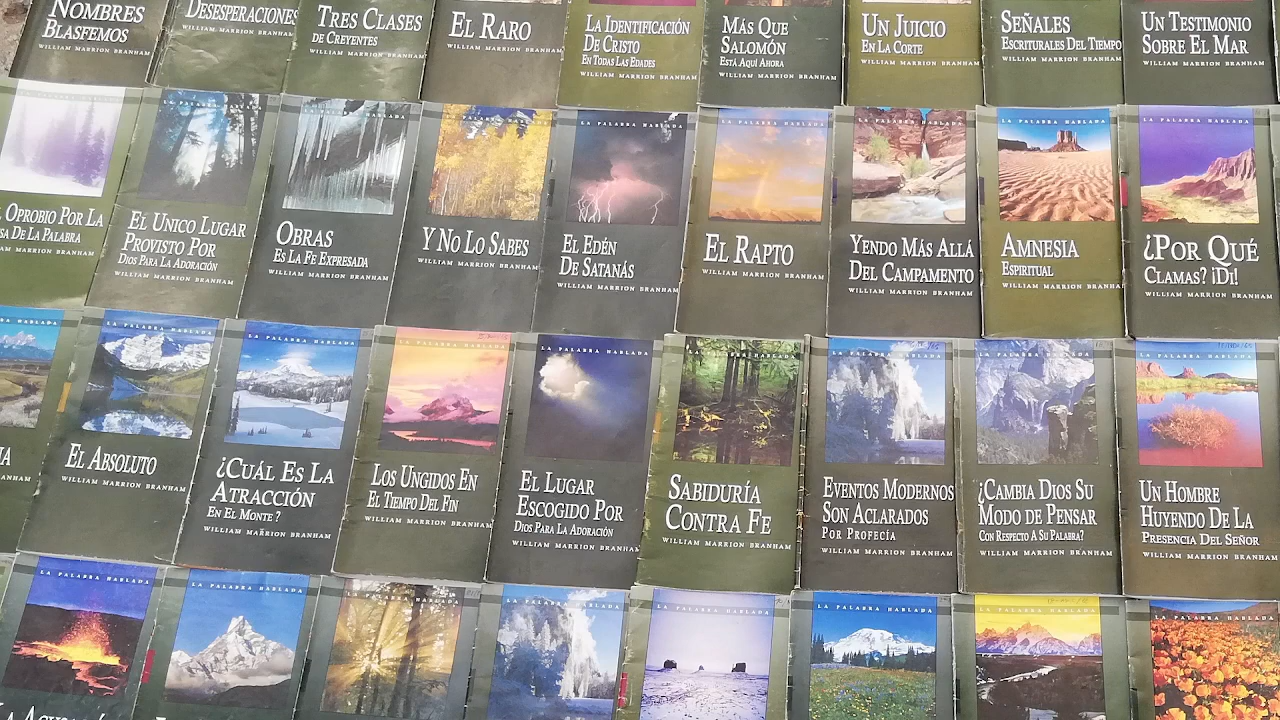 NOMBRES
BLASFEMOS
WILLIAM MARRION BRANHAM
DESESPERACIONES
WILLIAM MARRION BRANHAM
TRES CLASES
DE CREYENTES
WILLIAM MARRION BRANHAM
EL RARO
WILLIAM MARRION BRANHAM
LA IDENTIFICACIÓN
DE CRISTO
EN TODAS LAS EDADES
WILLIAM MARRION BRANHAM
MÁS QUE
SALOMÓN
ESTÁ AQUÍ AHORA
WILLIAM MARRION BRANHAM
UN JUICIO
EN LA CORTE
WILLIAM MARRION BRANHAM
SEÑALES
ESCRITURALES DEL TIEMPO
WILLIAM MARRION BRANHAM
UN TESTIMONIO
SOBRE EL MAR
WILLIAM MARRION BRANHAM
OPROBIO POR LA
SA DE LA PALABRA
WILLIAM MARRION BRANHAM
LA PALABRA HABLADA
EL UNICO LUGAR
PROVISTO POR
DIOS PARA LA ADORACIÓN
WILLIAM MARRION BRANHAM
LA PALABRA HABLADA
OBRAS
ES LA FE EXPRESADA
WILLIAM MARRION BRANHAM
LA PALABRA HABLADA
Y NO LO SABES
WILLIAM MARRION BRANHAM
LA PALABRA HABLADA
EL EDÉN
DE SATANÁS
WILLIAM MARRION BRANHAM
LA PALABRA HABLADA
EL RAPTO
WILLIAM MARRION BRANHAM
LA PALABRA HABLADA
YENDO MÁS ALLÁ
DEL CAMPAMENTO
WILLIAM MARRION BRANHAM
LA PALABRA HABLADA
AMNESIA
ESPIRITUAL
WILLIAM MARRION BRANHAM
LA PALABRA HABLADA
¿POR QUÉ
CLAMAS? ¡DI!
WILLIAM MARRION BRANHAM
PALABRA HABLADA
IA
LA PALABRA HABLADA
EL ABSOLUTO
WILLIAM MARRION BRANHAM
LA PALABRA HABLADA
¿CUÁL ES LA
ATRACCIÓN
EN EL MONTE?
WILLIAM MARRION BRANHAM
LA PALABRA HABLADA
LOS UNGIDOS EN
EL TIEMPO DEL FIN
WILLIAM MARRION BRANHAM
LA PALABRA HABLADA
EL LUGAR
ESCOGIDO POR
DIOS PARA LA ADORACIÓN
WILLIAM MARRION BRANHAM
LA PALABRA HABLADA
SABIDURÍA
CONTRA FE
WILLIAM MARRION BRANHAM
LA PALABRA HABLADA
EVENTOS MODERNOS
SON ACLARADOS
POR PROFECÍA
WILLIAM MARRION BRANHAM
LA PALABRA HABLADA
¿CAMBIA DIOS SU
MODO DE PENSAR
CON RESPECTO A SU PALABRA?
WILLIAM MARRION BRANHAM
LA PALABRA HABLADA
UN HOMBRE
HUYENDO DE LA
PRESENCIA DEL SEÑOR
WILLIAM MARRION BRANHAM
LA PALABRA HABLADA
LA PALABRA HABLADA
LA PALABRA HABLADA
LA PALABRA HABLADA
LA PALABRA HABLADA
LA PALABRA HABLADA
LA PALABRA HABLADA
LA PALABRA HABLADA